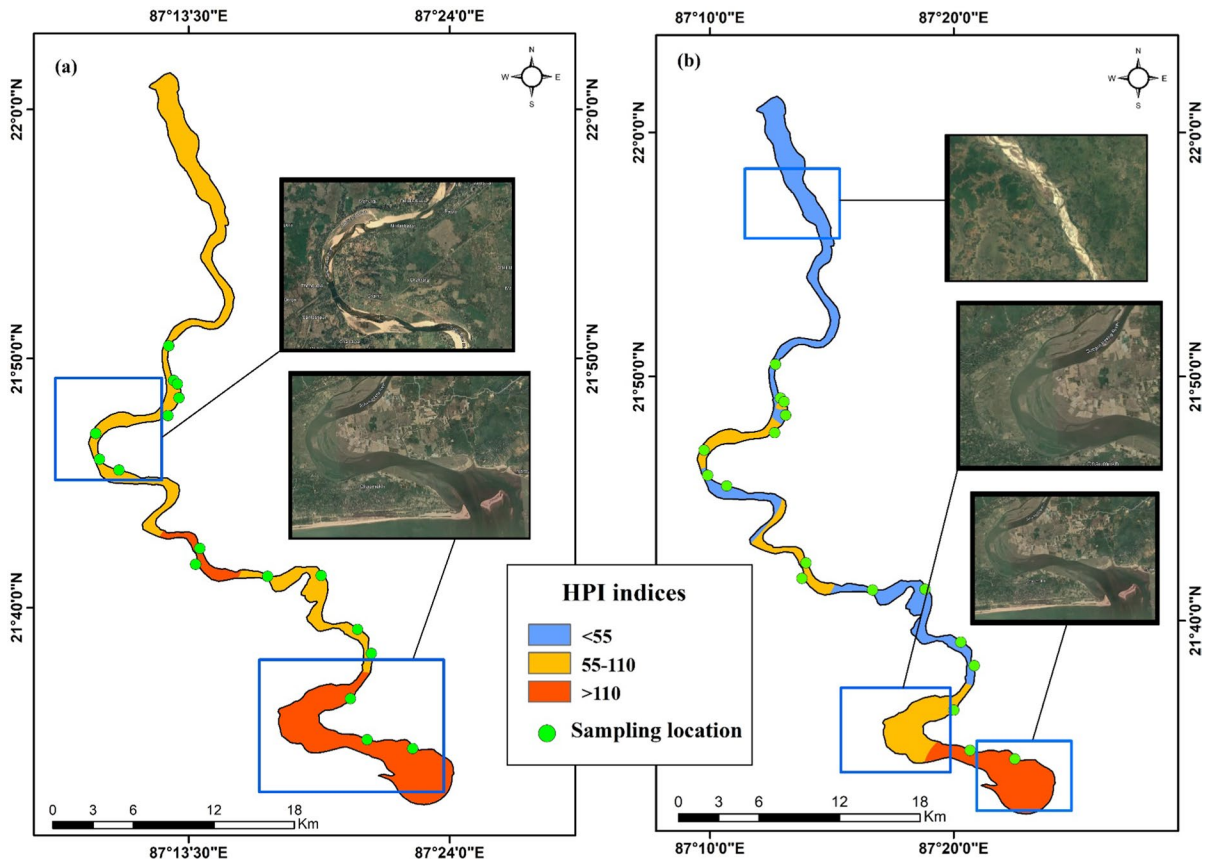 87°13'30"E
87°24'0"E
87°10'0"E
87°20'0"E
(a)
N
W
E
S
(b)
N
W
E
S
22°0'0"N
22°0'0"N
22°0'0"N
22°0'0"N
21°50'0"N
21°50'0"N
21°50'0"N
21°50'0"N
21°40'0"N
21°40'0"N
21°40'0"N
21°40'0"N
HPI indices
<55
55-110
>110
Sampling location
0 3 6 12 18
Km
0 3 6 12 18
Km
87°13'30"E
87°24'0"E
87°10'0"E
87°20'0"E